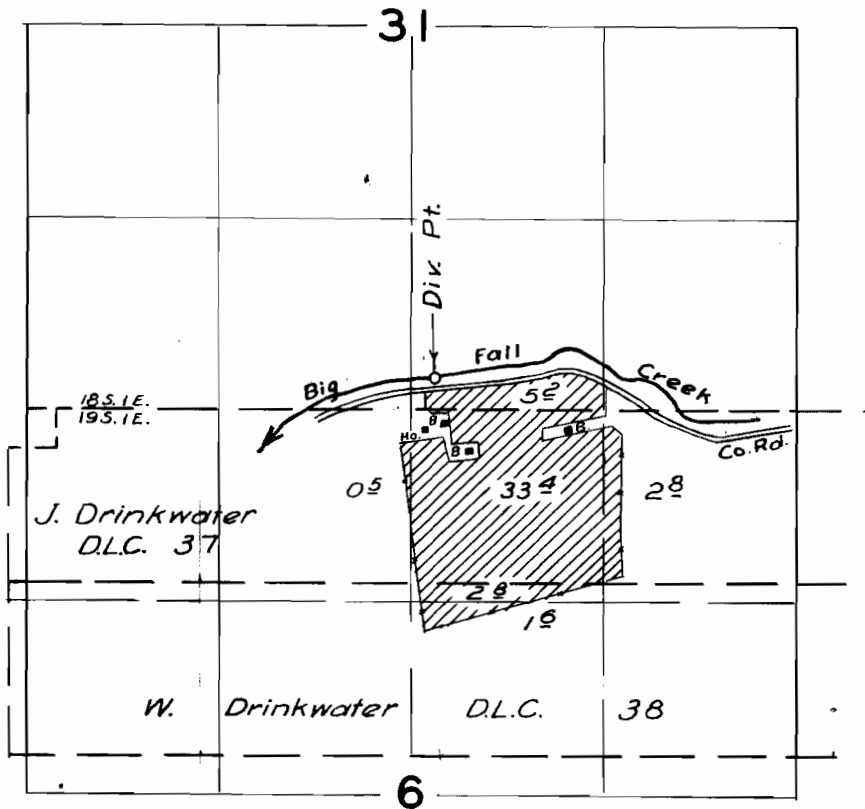 31
Div. Pt.
Big Fall Creek
5 2
18 S. 1 E.
19 S. 1 E.
Ho. B B B
Co. Rd.
0 5 33 4 2 8
J. Drinkwater
D.L.C. 37
2 8
1 6
W. Drinkwater D.L.C. 38
6